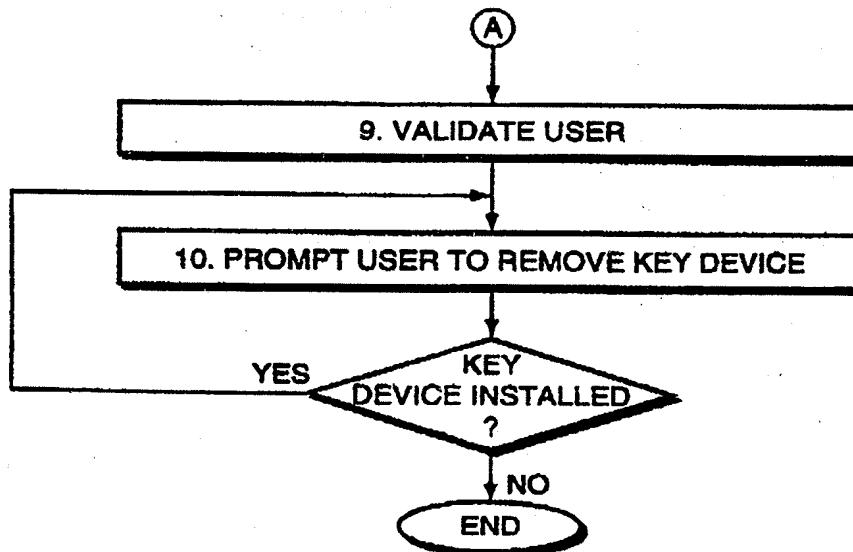 A
9. VALIDATE USER
10. PROMPT USER TO REMOVE KEY DEVICE
YES
KEY
DEVICE INSTALLED
?
NO
END